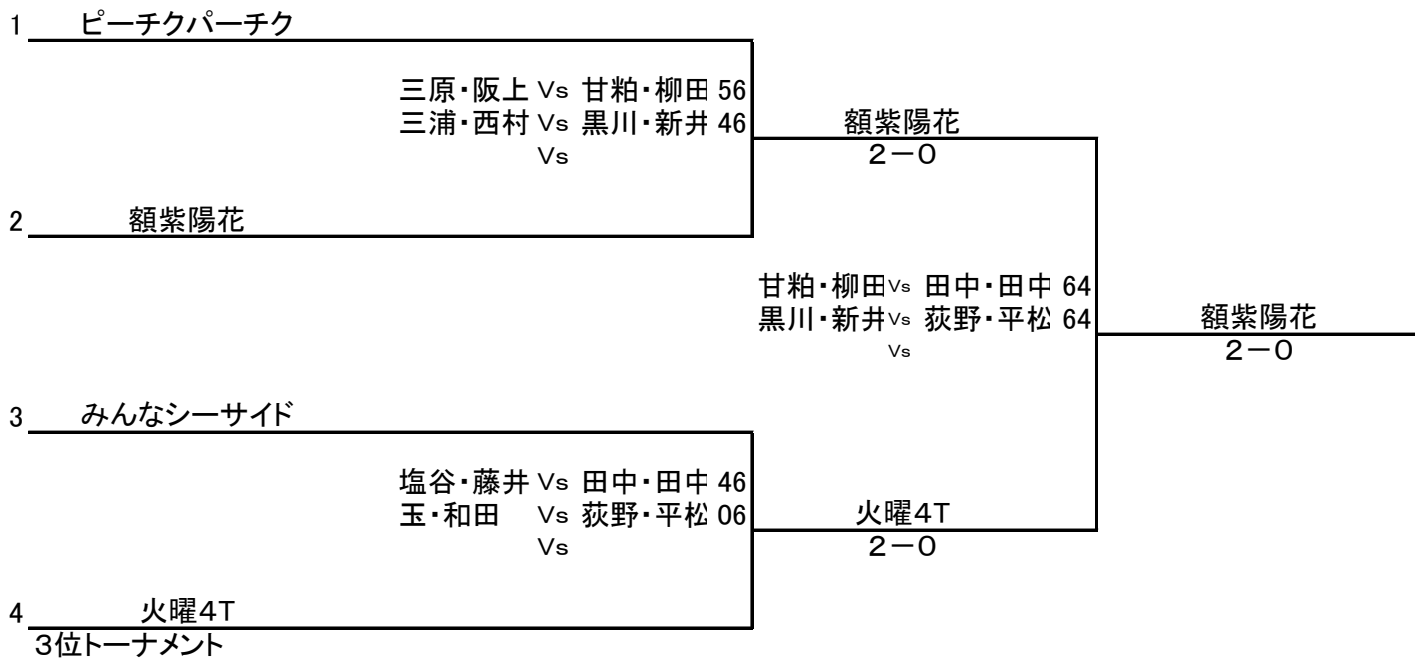 1 ピーチクパーチク
三原・阪上 Vs 甘粕・柳田 56
三浦・西村 Vs 黒川・新井 46
Vs
額紫陽花
2－0
2 額紫陽花
甘粕・柳田 Vs 田中・田中 64
黒川・新井 Vs 荻野・平松 64
Vs
額紫陽花
2－0
3 みんなシーサイド
塩谷・藤井 Vs 田中・田中 46
玉・和田 Vs 荻野・平松 06
Vs
火曜4T
2－0
4 火曜4T
3位トーナメント